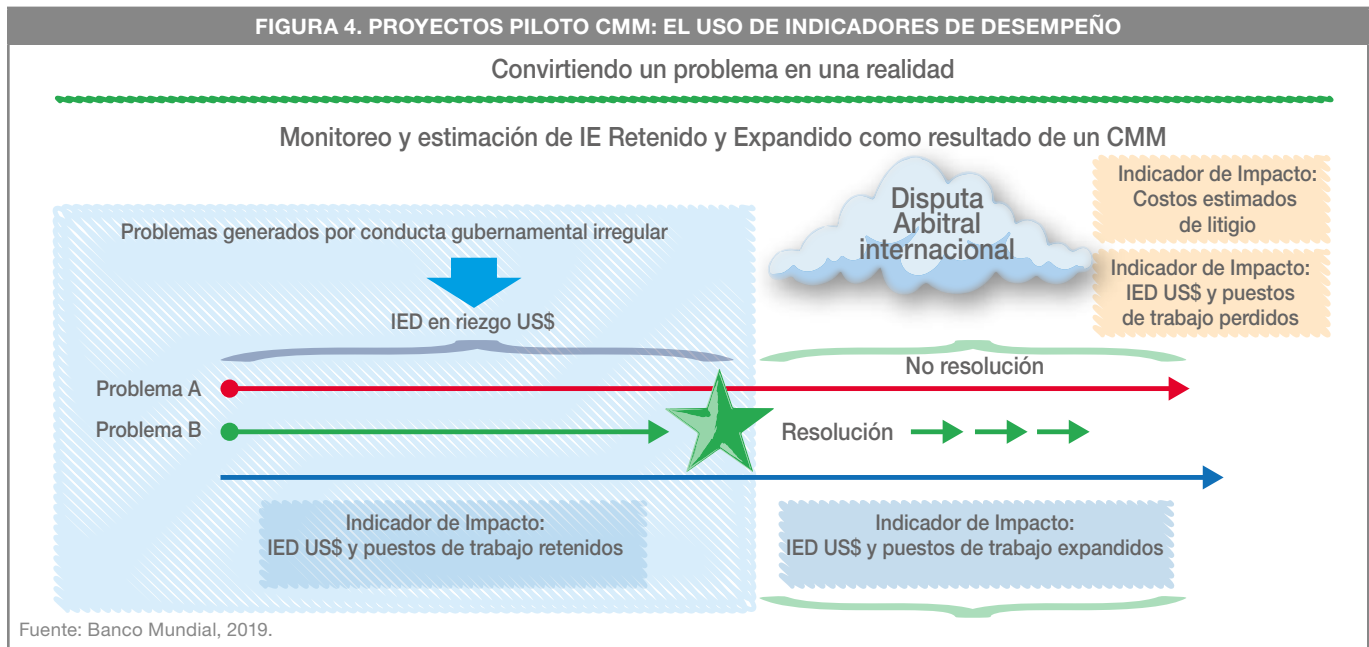 FIGURA 4. PROYECTOS PILOTO CMM: EL USO DE INDICADORES DE DESEMPEÑO
Convirtiendo un problema en una realidad
Monitoreo y estimación de IE Retenido y Expandido como resultado de un CMM
Problemas generados por conducta gubernamental irregular
IED en riezgo US$
Disputa
Arbitral
internacional
Indicador de Impacto:
Costos estimados
de litigio
Indicador de Impacto:
IED US$ y puestos
de trabajo perdidos
No resolución
Problema A
Problema B
Resolución
Indicador de Impacto:
IED US$ y puestos de trabajo retenidos
Indicador de Impacto:
IED US$ y puestos de trabajo expandidos
Fuente: Banco Mundial, 2019.